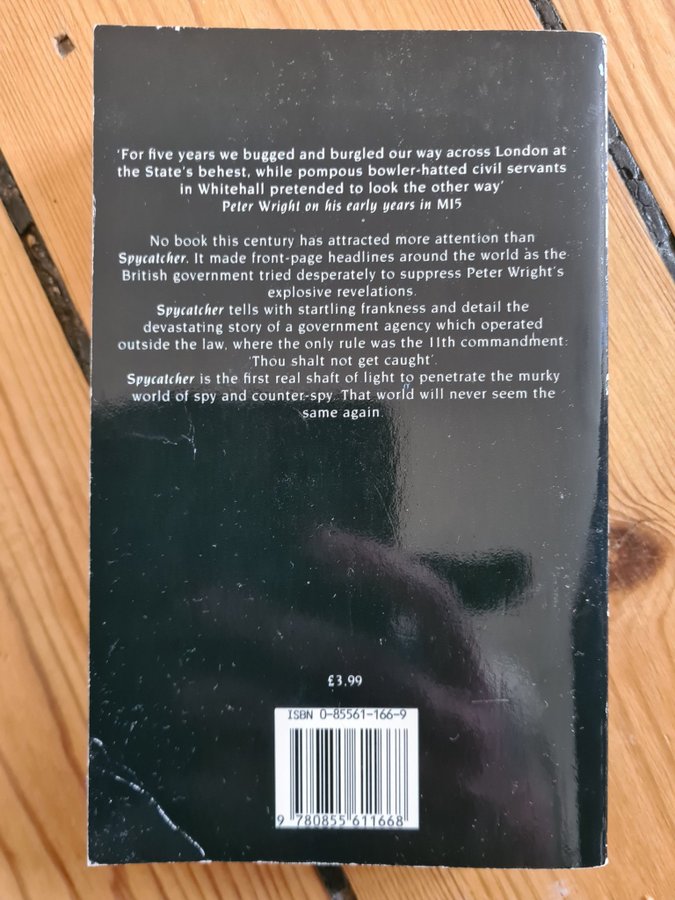 'For five years we bugged and burgled our way across London at
the State's behest, while pompous bowler-hatted civil servants
in Whitehall pretended to look the other way'
Peter Wright on his early years in MI5
No book this century has attracted more attention than
Spycatcher. It made front-page headlines around the world as the
British government tried desperately to suppress Peter Wright's
explosive revelations.
Spycatcher tells with startling frankness and detail the
devastating story of a government agency which operated
outside the law, where the only rule was the 11th commandment:
'Thou shalt not get caught'.
Spycatcher is the first real shaft of light to penetrate the murky
world of spy and counter-spy. That world will never seem the
same again.
£3.99
ISBN 0-85561-166-9
9 780855 611668